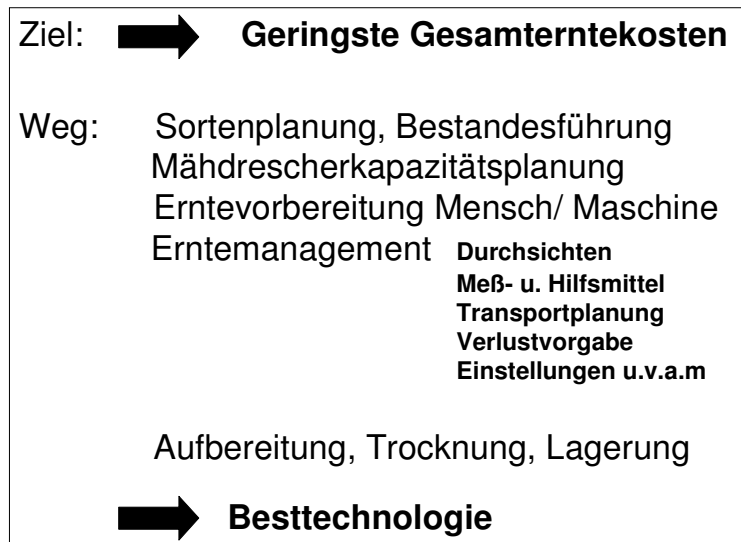 Ziel: Geringste Gesamterntekosten
Weg: Sortenplanung, Bestandesführung
Mähdrescherkapazitätsplanung
Erntevorbereitung Mensch/ Maschine
Erntemanagement Durchsichten
Meß- u. Hilfsmittel
Transportplanung
Verlustvorgabe
Einstellungen u.v.a.m
Aufbereitung, Trocknung, Lagerung
Besttechnologie